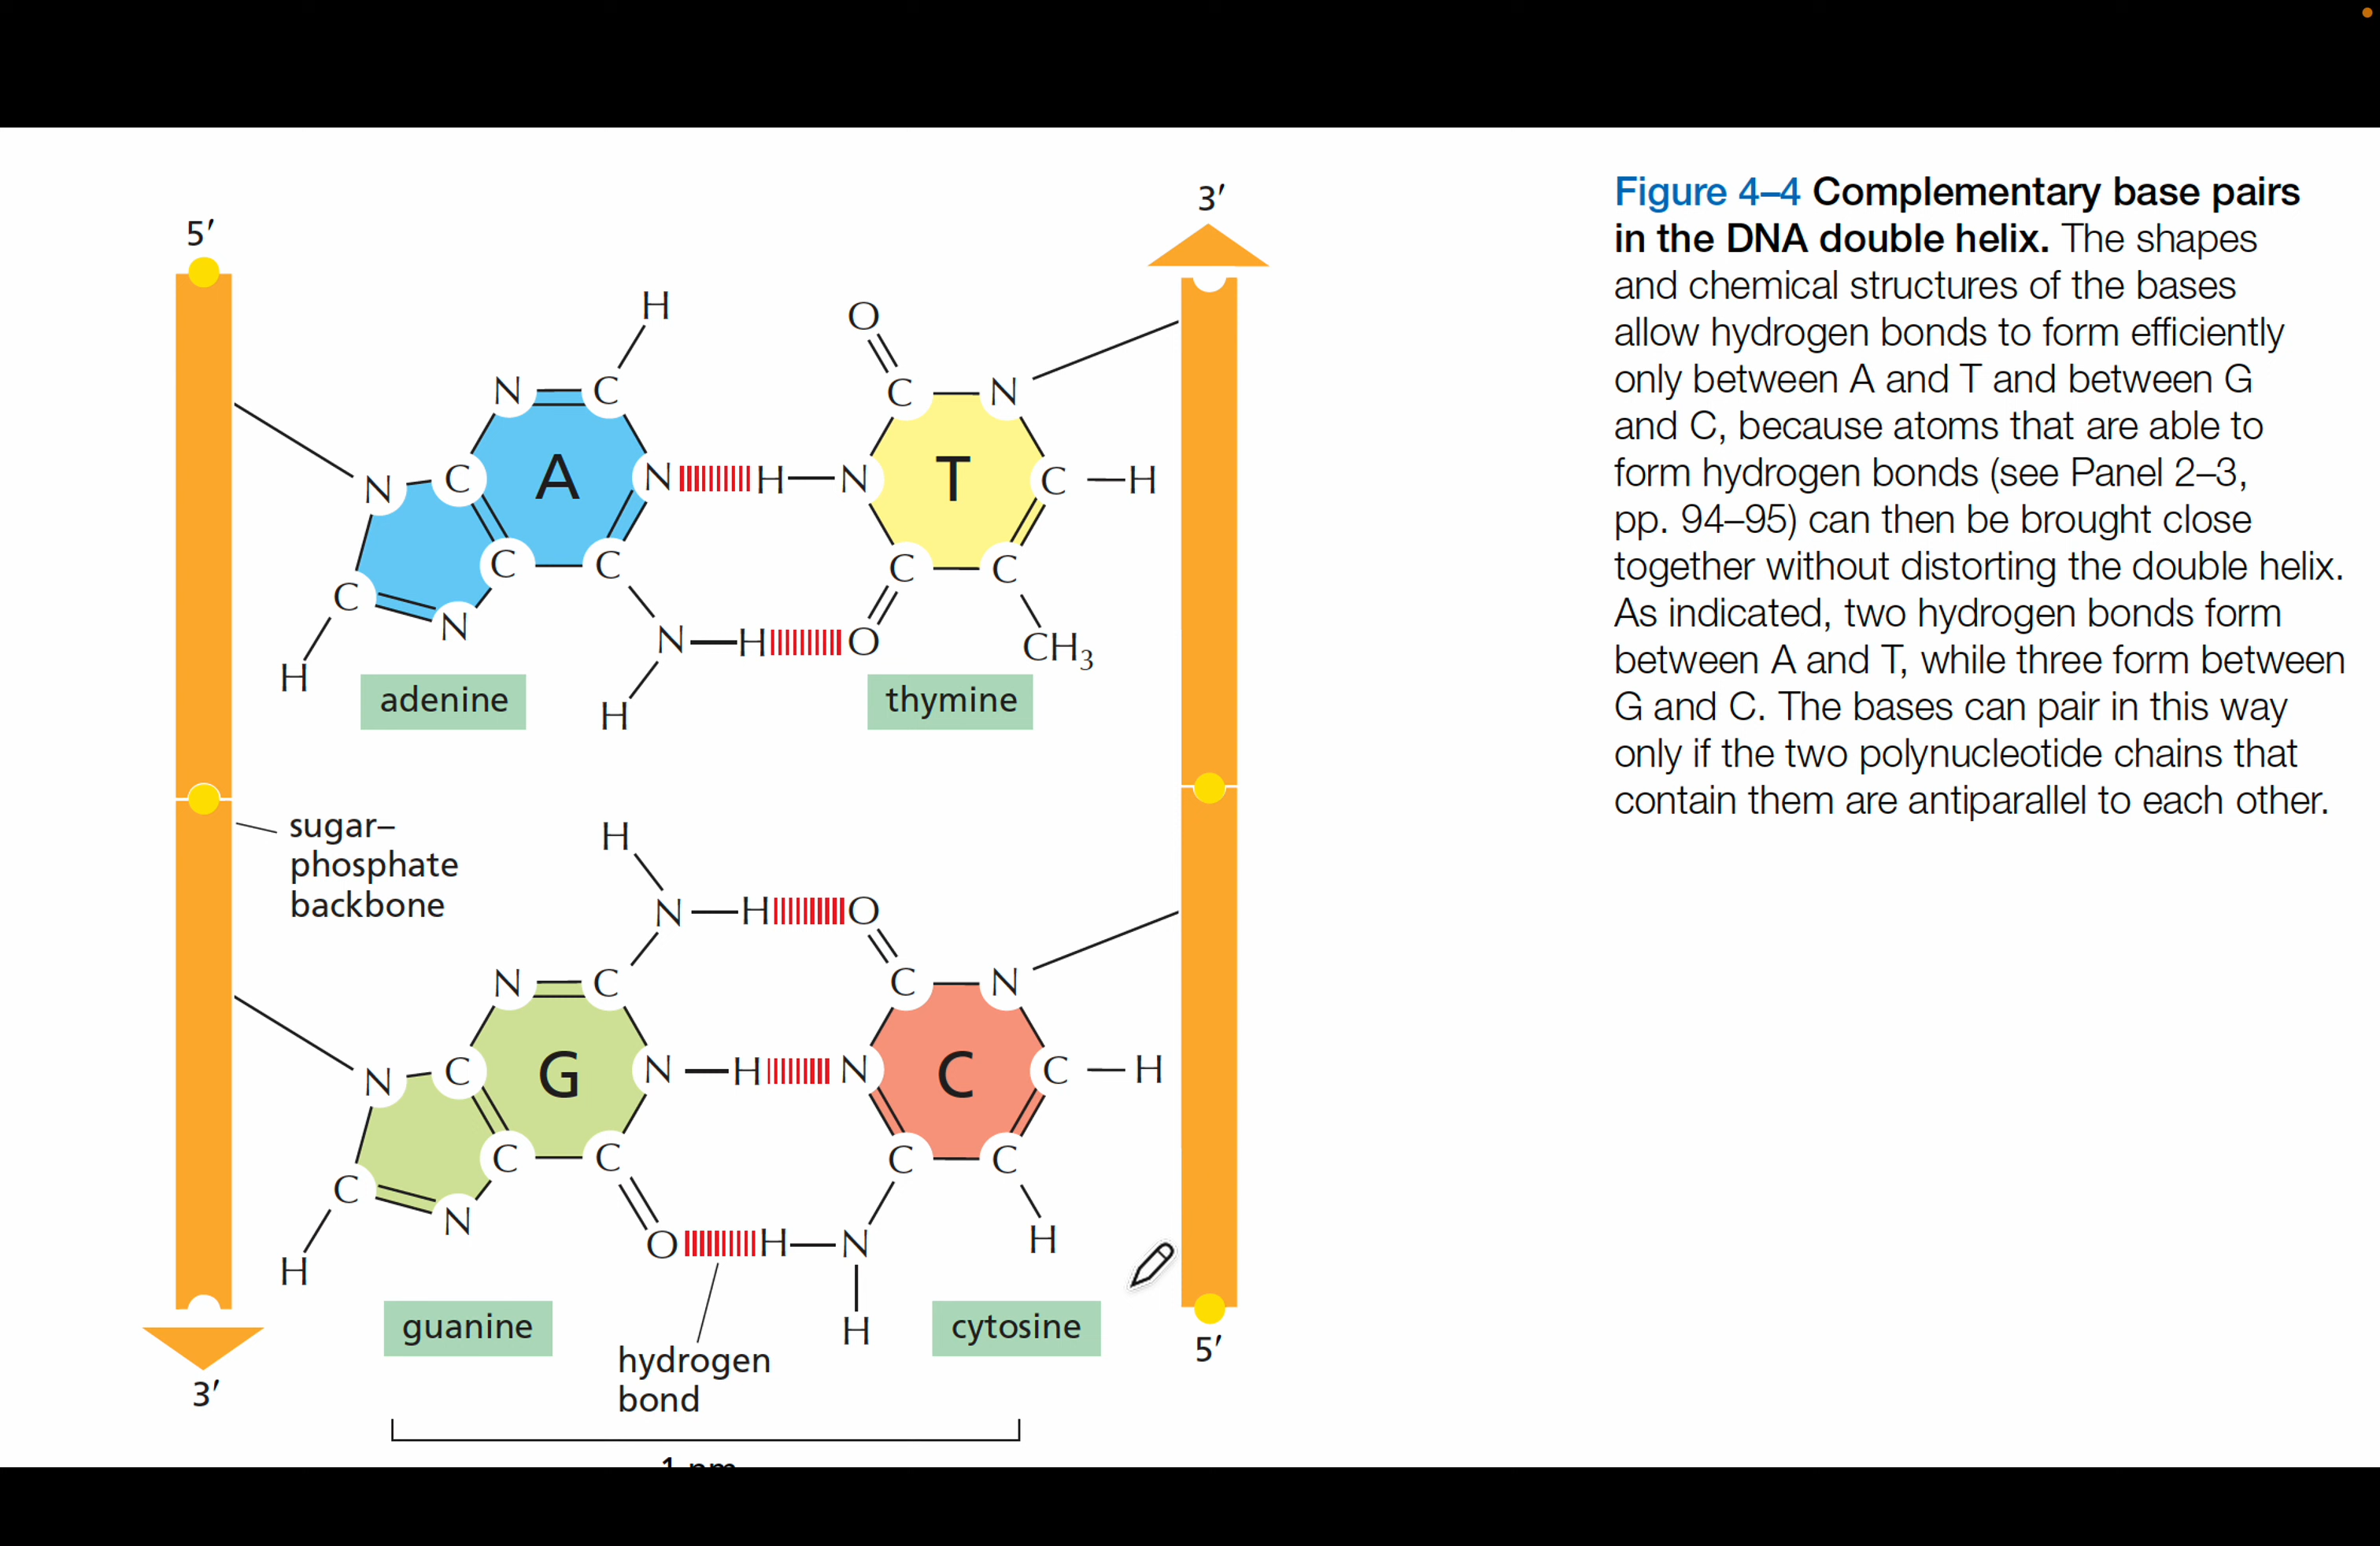 Figure 4–4 Complementary base pairs
in the DNA double helix. The shapes
and chemical structures of the bases
allow hydrogen bonds to form efficiently
only between A and T and between G
and C, because atoms that are able to
form hydrogen bonds (see Panel 2–3,
pp. 94–95) can then be brought close
together without distorting the double helix.
As indicated, two hydrogen bonds form
between A and T, while three form between
G and C. The bases can pair in this way
only if the two polynucleotide chains that
contain them are antiparallel to each other.
5′
3′
H
O
N C
C N
N C A N H N T C H
C
C C
C C
N
N H O
CH3
H
H
adenine
thymine
sugar–
phosphate
backbone
H
N H O
N C
C N
N C G N H N C C H
C
C C
C C
N
O H N
H
H
H
guanine
cytosine
hydrogen
bond
3′
5′